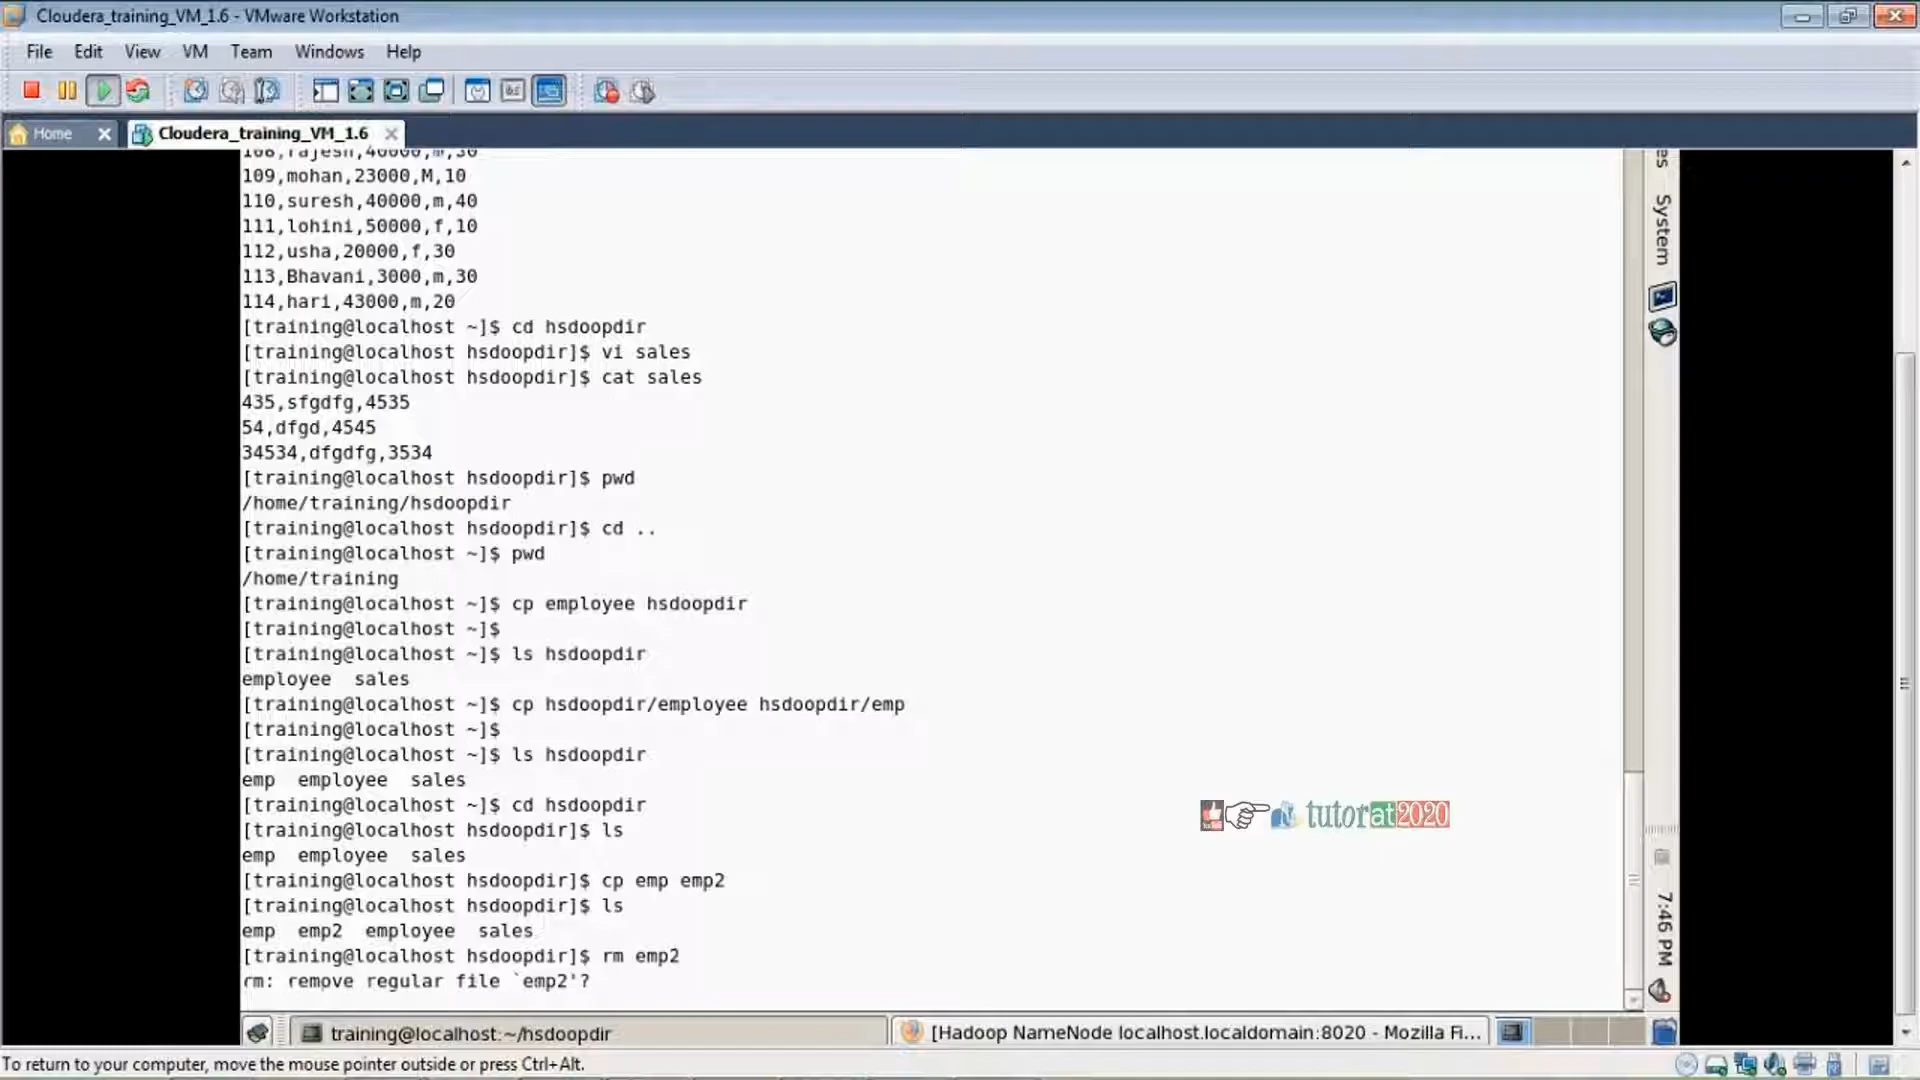 Cloudera_training_VM_1.6 - VMware Workstation
File Edit View VM Team Windows Help
Home
Cloudera_training_VM_1.6
108,rajesh,40000,m,30
109,mohan,23000,M,10
110,suresh,40000,m,40
111,lohini,50000,f,10
112,usha,20000,f,30
113,Bhavani,3000,m,30
114,hari,43000,m,20
[training@localhost ~]$ cd hsdoopdir
[training@localhost hsdoopdir]$ vi sales
[training@localhost hsdoopdir]$ cat sales
435,sfgdfg,4535
54,dfgd,4545
34534,dfgdfg,3534
[training@localhost hsdoopdir]$ pwd
/home/training/hsdoopdir
[training@localhost hsdoopdir]$ cd ..
[training@localhost ~]$ pwd
/home/training
[training@localhost ~]$ cp employee hsdoopdir
[training@localhost ~]$
[training@localhost ~]$ ls hsdoopdir
employee  sales
[training@localhost ~]$ cp hsdoopdir/employee hsdoopdir/emp
[training@localhost ~]$
[training@localhost ~]$ ls hsdoopdir
emp  employee  sales
[training@localhost ~]$ cd hsdoopdir
[training@localhost hsdoopdir]$ ls
emp  employee  sales
[training@localhost hsdoopdir]$ cp emp emp2
[training@localhost hsdoopdir]$ ls
emp  emp2  employee  sales
[training@localhost hsdoopdir]$ rm emp2
rm: remove regular file `emp2'?
es System
7:45 PM
tutorat2020
training@localhost:~/hsdoopdir
[Hadoop NameNode localhost.localdomain:8020 - Mozilla Fi...
To return to your computer, move the mouse pointer outside or press Ctrl+Alt.